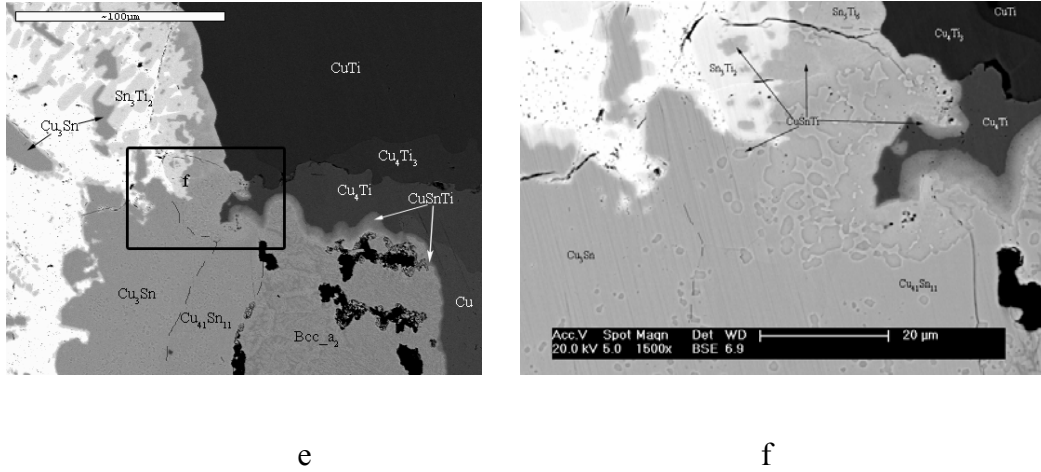 ~100µm
CuTi
Sn₃Ti₂
Cu₃Sn
Cu₄Ti₃
f
Cu₄Ti
CuSnTi
Cu₃Sn
Cu
Cu₄₁Sn₁₁
Bcc_a₂
Sn₅Ti₆
CuTi
Cu₄Ti₃
Sn₃Ti₂
CuSnTi
Cu₄Ti
Cu₃Sn
Cu₄₁Sn₁₁
Acc.V Spot Magn Det WD 20 µm
20.0 kV 5.0 1500x BSE 6.9
e f